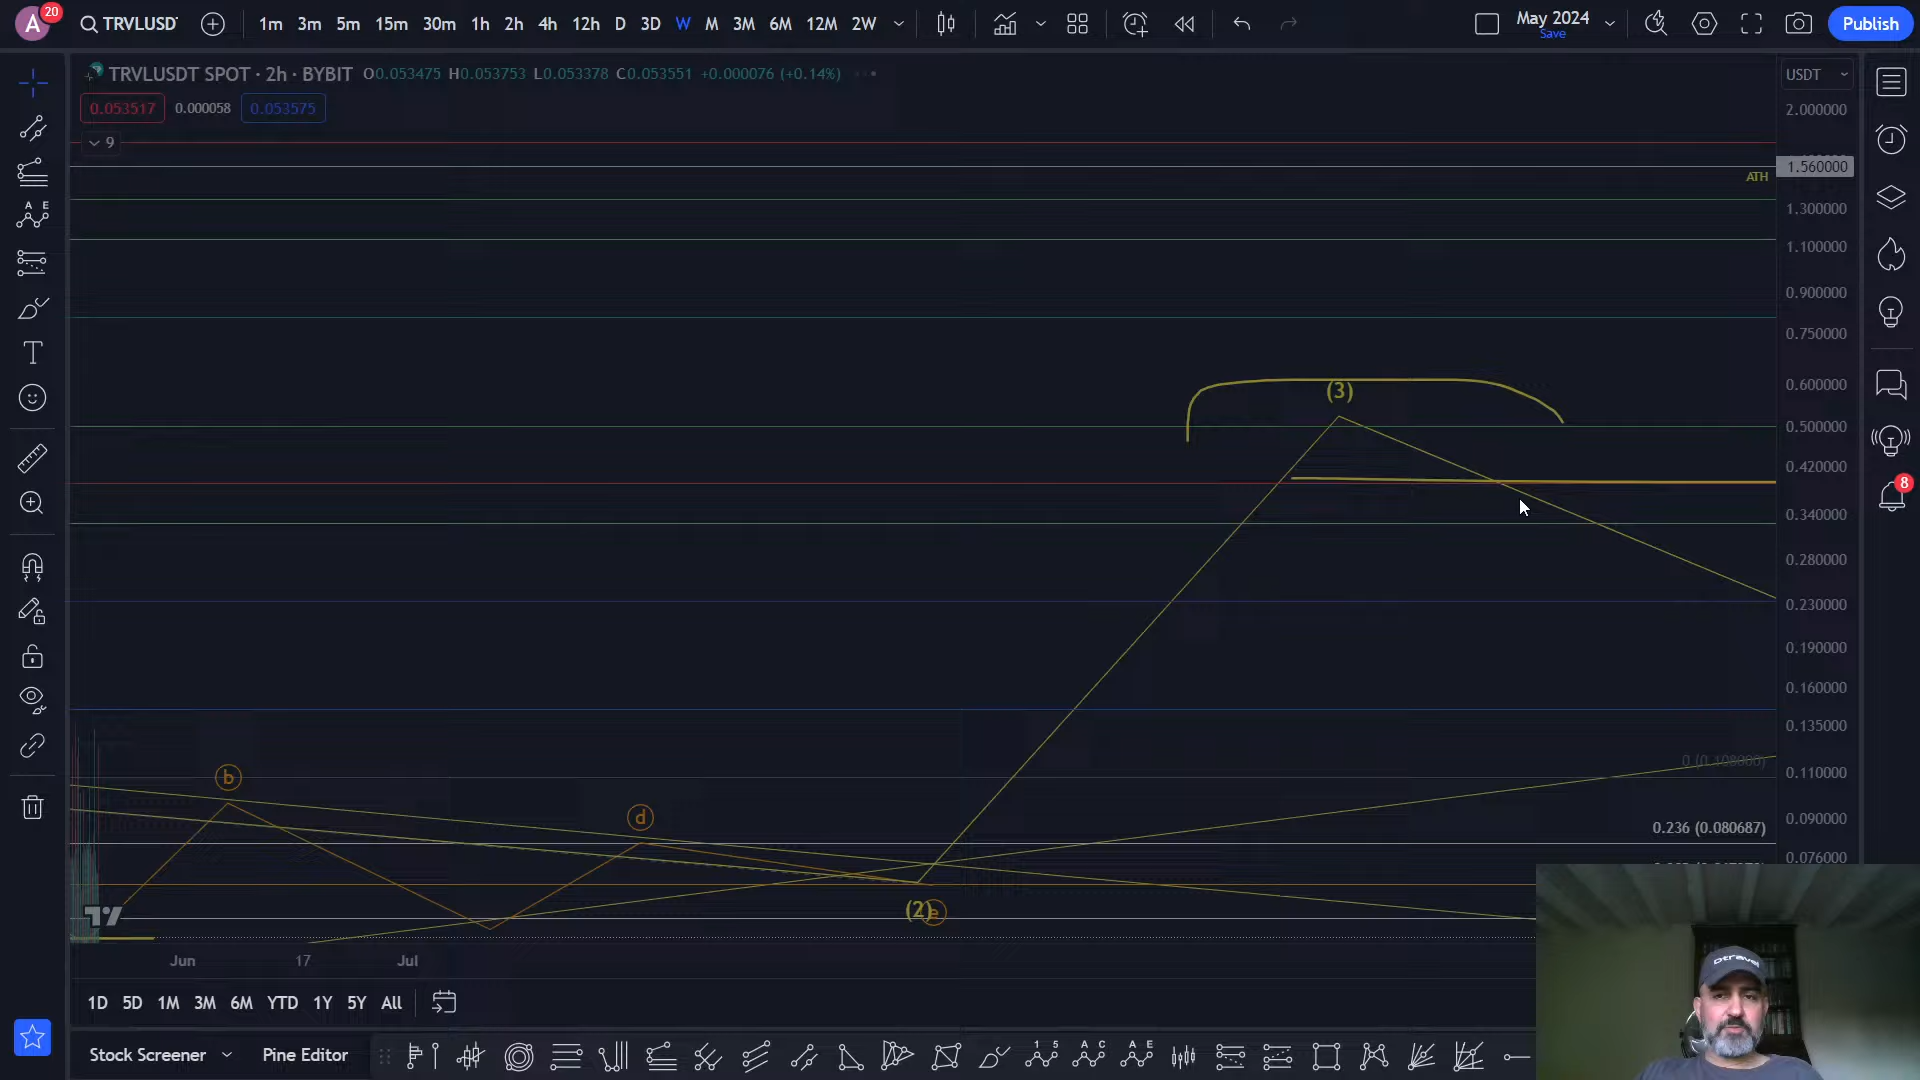 A 20 TRVLUSDT 1m 3m 5m 15m 30m 1h 2h 4h 12h D 3D W M 3M 6M 12M 2W May 2024 Save Publish
TRVLUSDT SPOT · 2h · BYBIT O0.053475 H0.053753 L0.053378 C0.053551 +0.000076 (+0.14%) USDT
0.053517 0.000058 0.053575
2.000000
9
1.560000
ATH
1.300000
1.100000
0.900000
0.750000
0.600000
(3)
0.500000
0.420000
8
0.340000
0.280000
0.230000
0.190000
0.160000
0.135000
0 (0.108000)
0.110000
b
d
0.090000
0.236 (0.080687)
0.076000
(2)
e
Dtravel
Jun 17 Jul
1D 5D 1M 3M 6M YTD 1Y 5Y All
Stock Screener Pine Editor